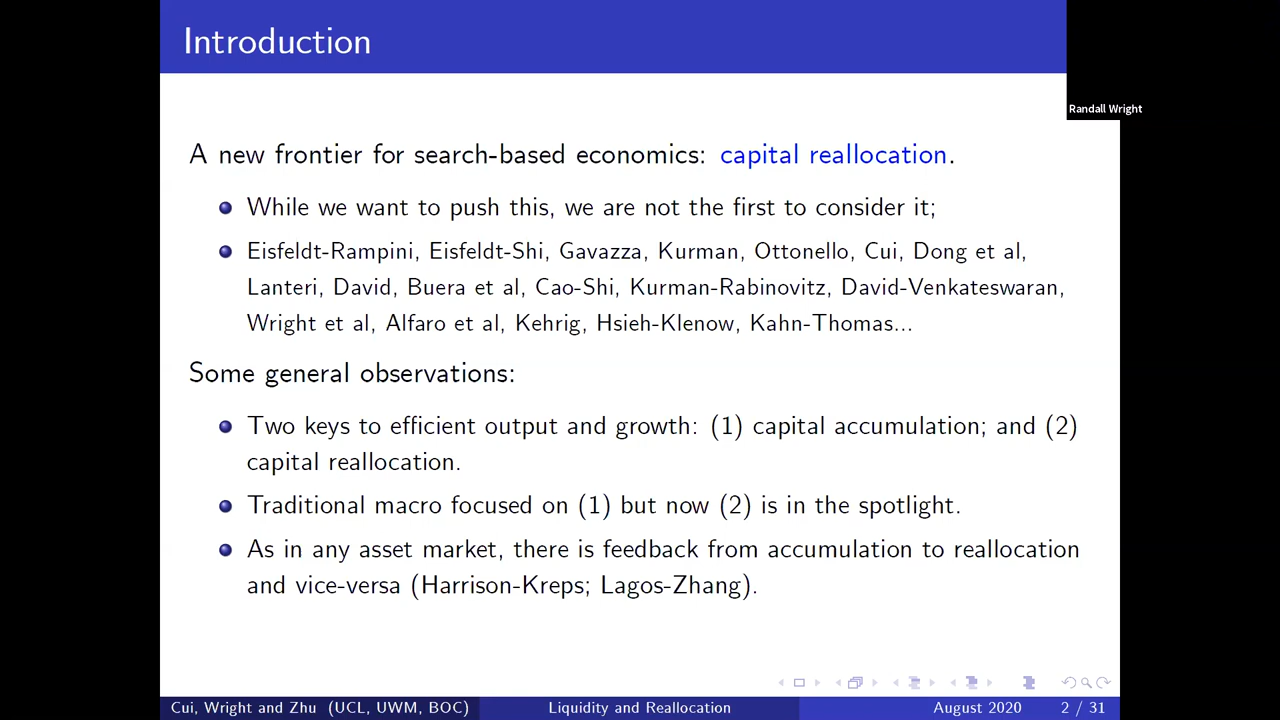 Introduction
Randall Wright
A new frontier for search-based economics: capital reallocation.
While we want to push this, we are not the first to consider it;
Eisfeldt-Rampini, Eisfeldt-Shi, Gavazza, Kurman, Ottonello, Cui, Dong et al,
Lanteri, David, Buera et al, Cao-Shi, Kurman-Rabinovitz, David-Venkateswaran,
Wright et al, Alfaro et al, Kehrig, Hsieh-Klenow, Kahn-Thomas...
Some general observations:
Two keys to efficient output and growth: (1) capital accumulation; and (2)
capital reallocation.
Traditional macro focused on (1) but now (2) is in the spotlight.
As in any asset market, there is feedback from accumulation to reallocation
and vice-versa (Harrison-Kreps; Lagos-Zhang).
Cui, Wright and Zhu (UCL, UWM, BOC) Liquidity and Reallocation August 2020 2 / 31